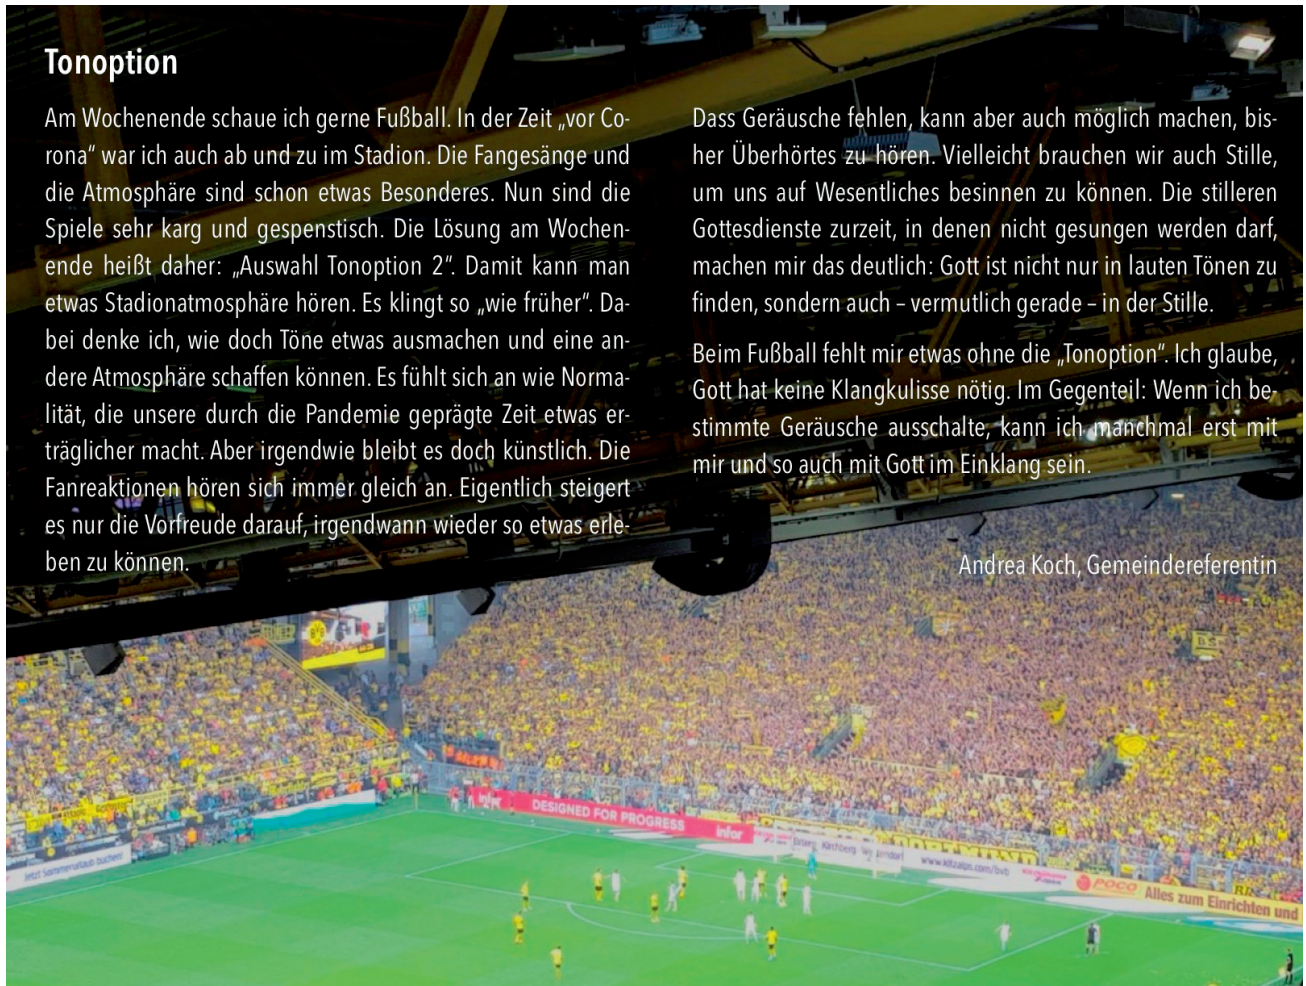 Tonoption
Am Wochenende schaue ich gerne Fußball. In der Zeit „vor Co-
rona“ war ich auch ab und zu im Stadion. Die Fangesänge und
die Atmosphäre sind schon etwas Besonderes. Nun sind die
Spiele sehr karg und gespenstisch. Die Lösung am Wochen-
ende heißt daher: „Auswahl Tonoption 2“. Damit kann man
etwas Stadionatmosphäre hören. Es klingt so „wie früher“. Da-
bei denke ich, wie doch Töne etwas ausmachen und eine an-
dere Atmosphäre schaffen können. Es fühlt sich an wie Norma-
lität, die unsere durch die Pandemie geprägte Zeit etwas er-
träglicher macht. Aber irgendwie bleibt es doch künstlich. Die
Fanreaktionen hören sich immer gleich an. Eigentlich steigert
es nur die Vorfreude darauf, irgendwann wieder so etwas erle-
ben zu können.
Dass Geräusche fehlen, kann aber auch möglich machen, bis-
her Überhörtes zu hören. Vielleicht brauchen wir auch Stille,
um uns auf Wesentliches besinnen zu können. Die stilleren
Gottesdienste zurzeit, in denen nicht gesungen werden darf,
machen mir das deutlich: Gott ist nicht nur in lauten Tönen zu
finden, sondern auch – vermutlich gerade – in der Stille.
Beim Fußball fehlt mir etwas ohne die „Tonoption“. Ich glaube,
Gott hat keine Klangkulisse nötig. Im Gegenteil: Wenn ich be-
stimmte Geräusche ausschalte, kann ich manchmal erst mit
mir und so auch mit Gott im Einklang sein.
Andrea Koch, Gemeindereferentin
BVB
infor DESIGNED FOR PROGRESS infor
Jetzt Sommerurlaub buchen!
Kirchberg
DORTMUND
www.kitzalps.com/bvb
POCO Alles zum Einrichten und